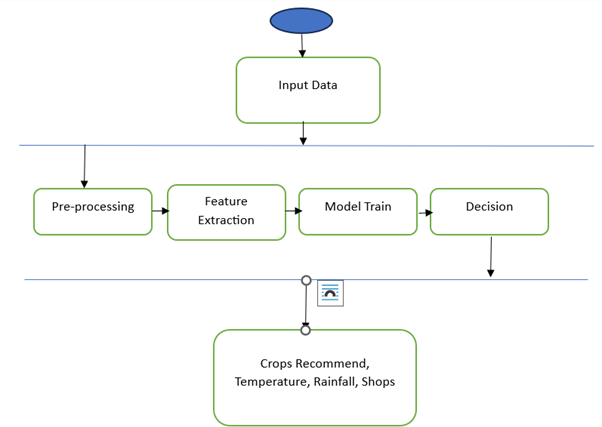 Input Data
Pre-processing
Feature
Extraction
Model Train
Decision
Crops Recommend,
Temperature, Rainfall, Shops